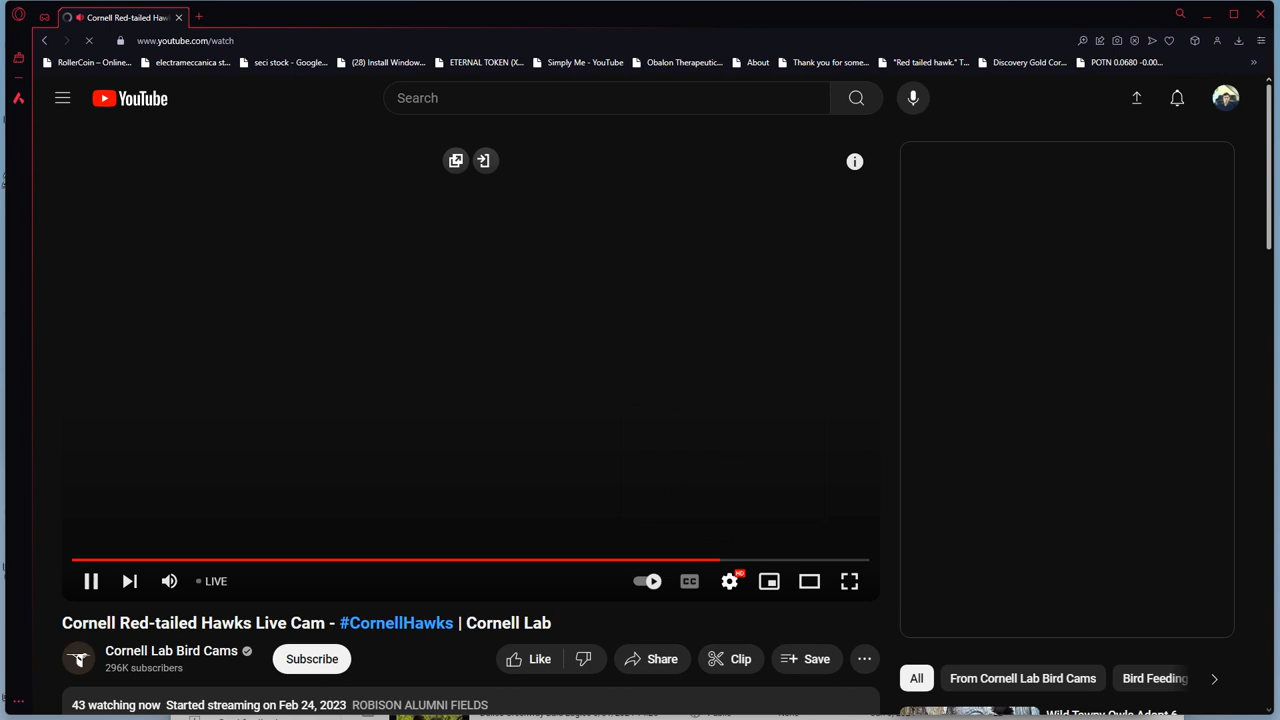 Cornell Red-tailed Haw
www.youtube.com/watch
RollerCoin – Online... electrameccanica st... seci stock - Google... (28) Install Window... ETERNAL TOKEN (X... Simply Me - YouTube Obalon Therapeutic... About Thank you for some... "Red tailed hawk." T... Discovery Gold Cor... POTN 0.0680 -0.00...
YouTube Search
LIVE CC HD
Cornell Red-tailed Hawks Live Cam - #CornellHawks | Cornell Lab
Cornell Lab Bird Cams
296K subscribers
Subscribe Like Share Clip Save
All From Cornell Lab Bird Cams Bird Feeding
43 watching now Started streaming on Feb 24, 2023 ROBISON ALUMNI FIELDS